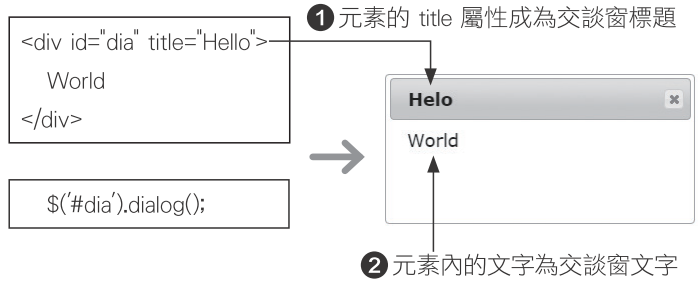 ❶元素的 title 屬性成為交談窗標題
<div id="dia" title="Hello">
World
</div>
$('#dia').dialog();
Helo
World
❷元素內的文字為交談窗文字